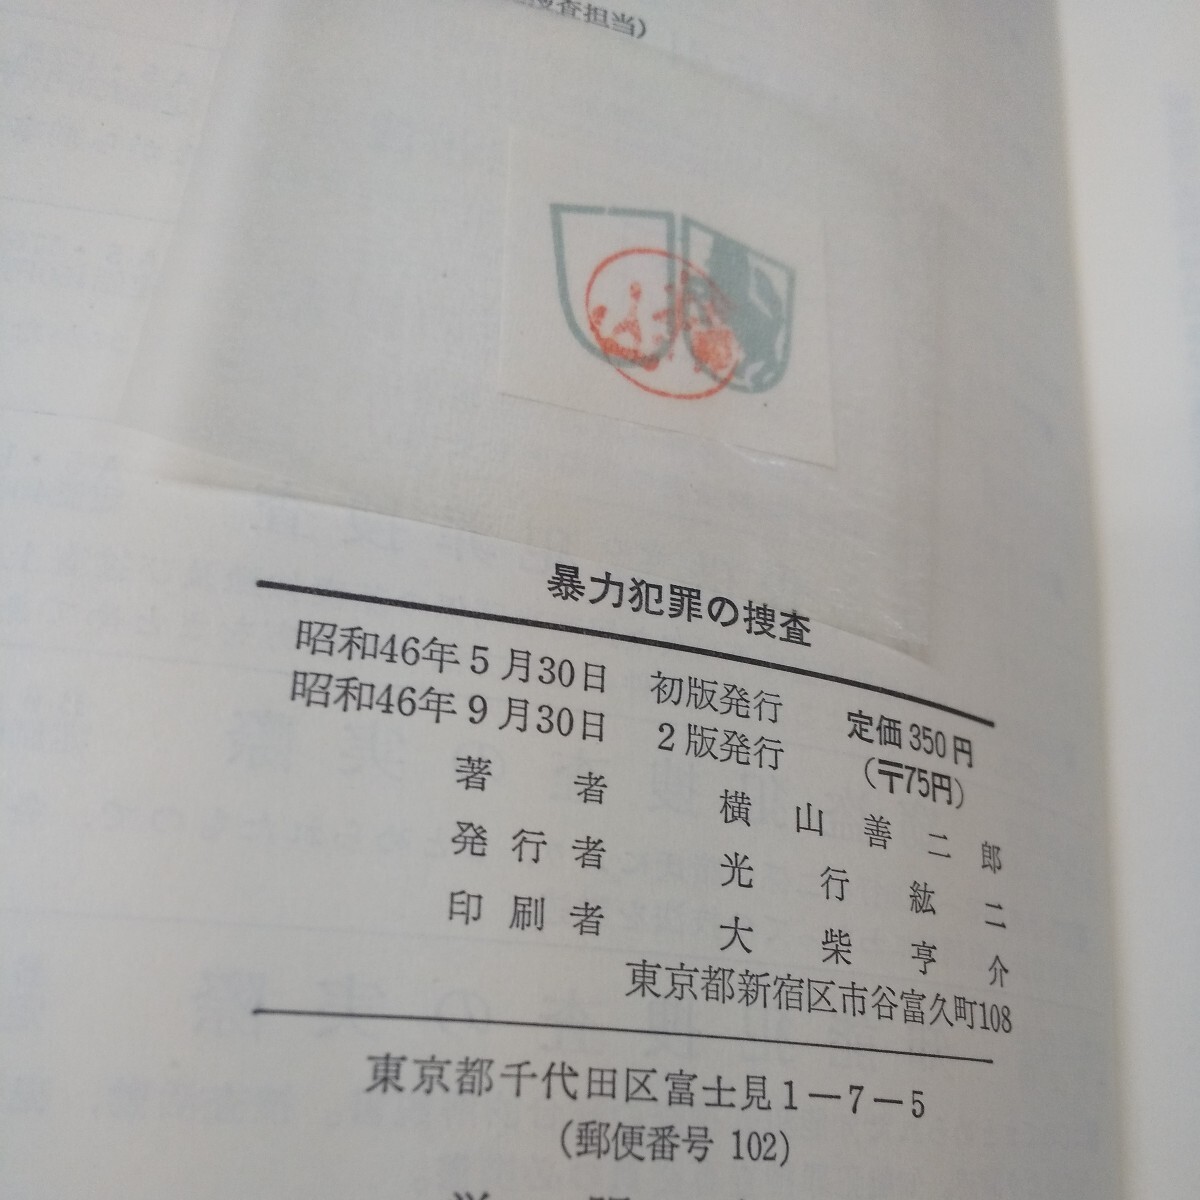 捜査担当）
暴力犯罪の捜査
昭和46年5月30日 初版発行 定価350円
昭和46年9月30日 2版発行 (〒75円)
著者 横山善二郎
発行者 光行紘二
印刷者 大柴亨介
東京都新宿区市谷富久町108
東京都千代田区富士見1－7－5
(郵便番号 102)